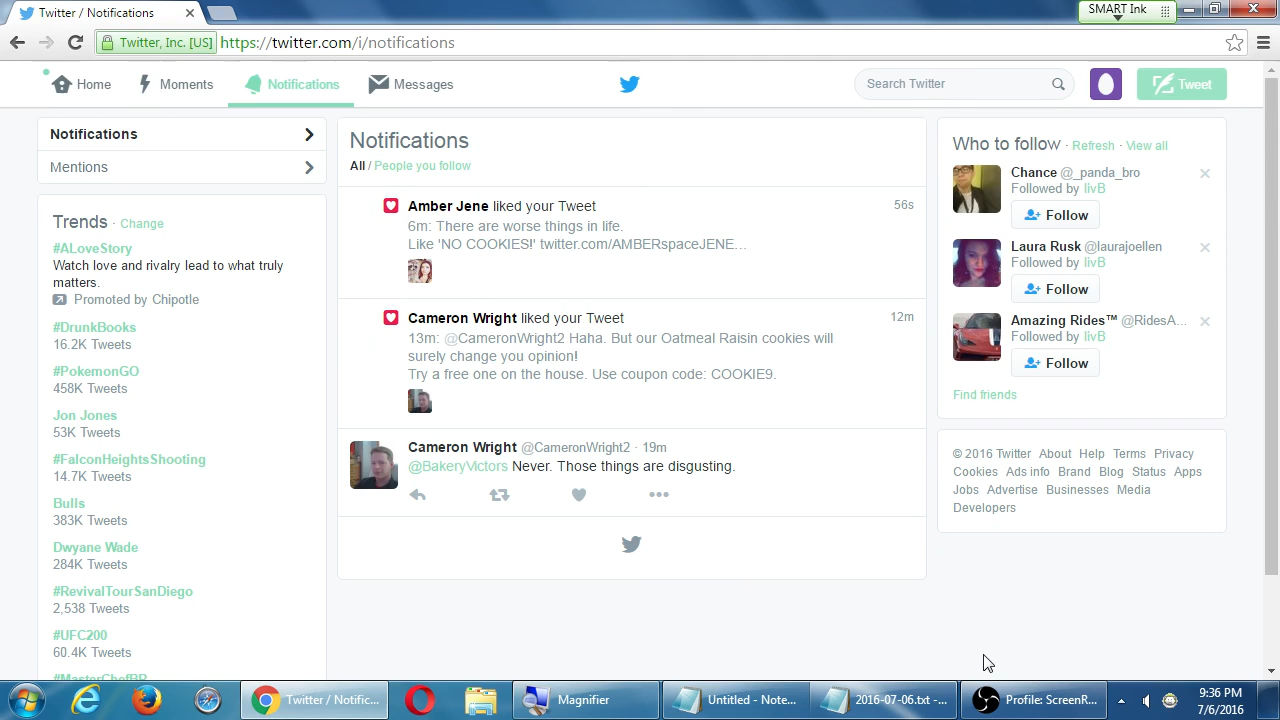 Twitter / Notifications
SMART Ink
Twitter, Inc. [US] https://twitter.com/i/notifications
Home Moments Notifications Messages Search Twitter Tweet
Notifications
Mentions
Trends · Change
#ALoveStory
Watch love and rivalry lead to what truly
matters.
Promoted by Chipotle
#DrunkBooks
16.2K Tweets
#PokemonGO
458K Tweets
Jon Jones
53K Tweets
#FalconHeightsShooting
14.7K Tweets
Bulls
383K Tweets
Dwyane Wade
284K Tweets
#RevivalTourSanDiego
2,538 Tweets
#UFC200
60.4K Tweets
#MasterChefBR
Notifications
All / People you follow
Amber Jene liked your Tweet 56s
6m: There are worse things in life.
Like 'NO COOKIES!' twitter.com/AMBERspaceJENE...
Cameron Wright liked your Tweet 12m
13m: @CameronWright2 Haha. But our Oatmeal Raisin cookies will
surely change you opinion!
Try a free one on the house. Use coupon code: COOKIE9.
Cameron Wright @CameronWright2 · 19m
@BakeryVictors Never. Those things are disgusting.
Who to follow · Refresh · View all
Chance @_panda_bro
Followed by livB
Follow
Laura Rusk @laurajoellen
Followed by livB
Follow
Amazing Rides™ @RidesA...
Followed by livB
Follow
Find friends
© 2016 Twitter About Help Terms Privacy
Cookies Ads info Brand Blog Status Apps
Jobs Advertise Businesses Media
Developers
Twitter / Notific... Magnifier Untitled - Note... 2016-07-06.txt -... Profile: ScreenR... 9:36 PM
7/6/2016